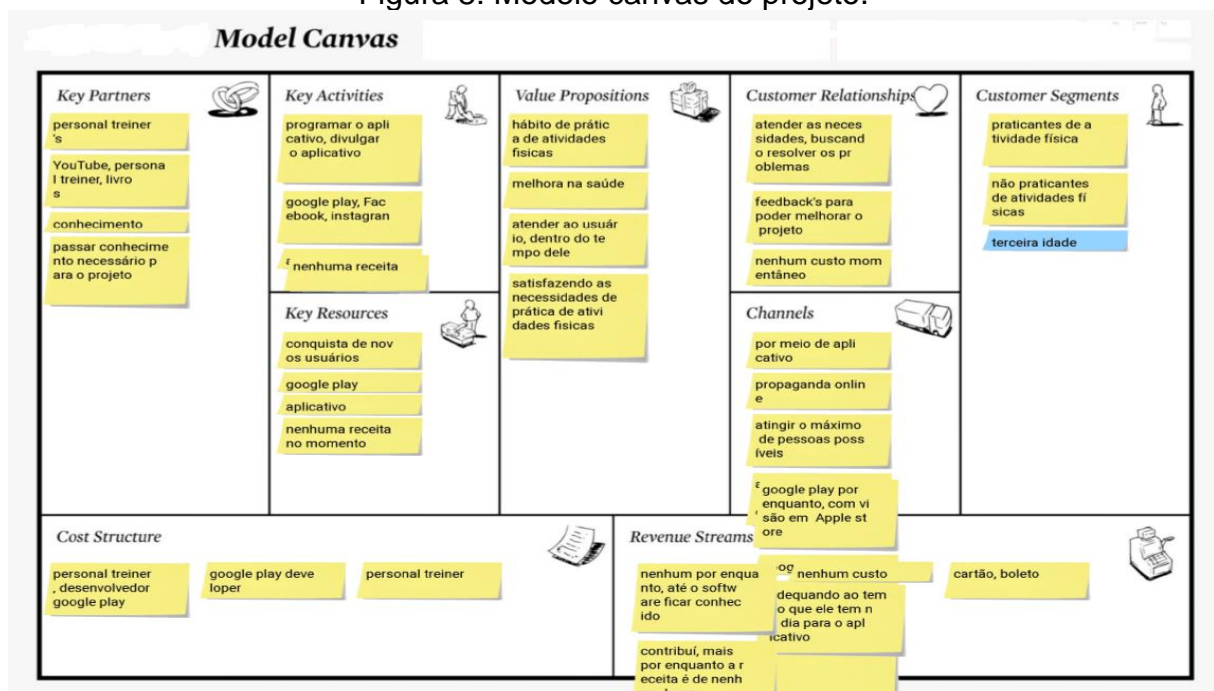 Figura 3: Modelo canvas do projeto.
Model Canvas
Key Partners
personal treiner
's
YouTube, persona
l treiner, livro
s
conhecimento
passar conhecime
nto necessário p
ara o projeto
Key Activities
programar o apli
cativo, divulgar
o aplicativo
google play, Fac
ebook, instagran
nenhuma receita
Key Resources
conquista de nov
os usuários
google play
aplicativo
nenhuma receita
no momento
Value Propositions
hábito de prátic
a de atividades
fisicas
melhora na saúde
atender ao usuár
io, dentro do te
mpo dele
satisfazendo as
necessidades de
prática de ativi
dades fisicas
Customer Relationships
atender as neces
sidades, buscand
o resolver os pr
oblemas
feedback's para
poder melhorar o
projeto
nenhum custo mom
entâneo
Channels
por meio de apli
cativo
propaganda onlin
e
atingir o máximo
de pessoas poss
íveis
google play por
enquanto, com vi
são em Apple st
ore
Customer Segments
praticantes de a
tividade física
não praticantes
de atividades fí
sicas
terceira idade
Cost Structure
personal treiner
, desenvolvedor
google play
google play deve
loper
personal treiner
Revenue Streams
nenhum por enqua
nto, até o softw
are ficar conhec
ido
contribuí, mais
por enquanto a r
eceita é de nenh
nenhum custo
dequando ao tem
o que ele tem n
dia para o apl
icativo
cartão, boleto